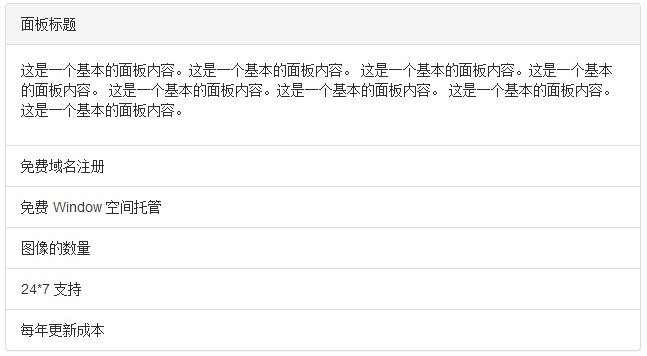 面板标题
这是一个基本的面板内容。这是一个基本的面板内容。 这是一个基本的面板内容。这是一个基本
的面板内容。 这是一个基本的面板内容。这是一个基本的面板内容。 这是一个基本的面板内容。
这是一个基本的面板内容。
免费域名注册
免费 Window 空间托管
图像的数量
24*7 支持
每年更新成本